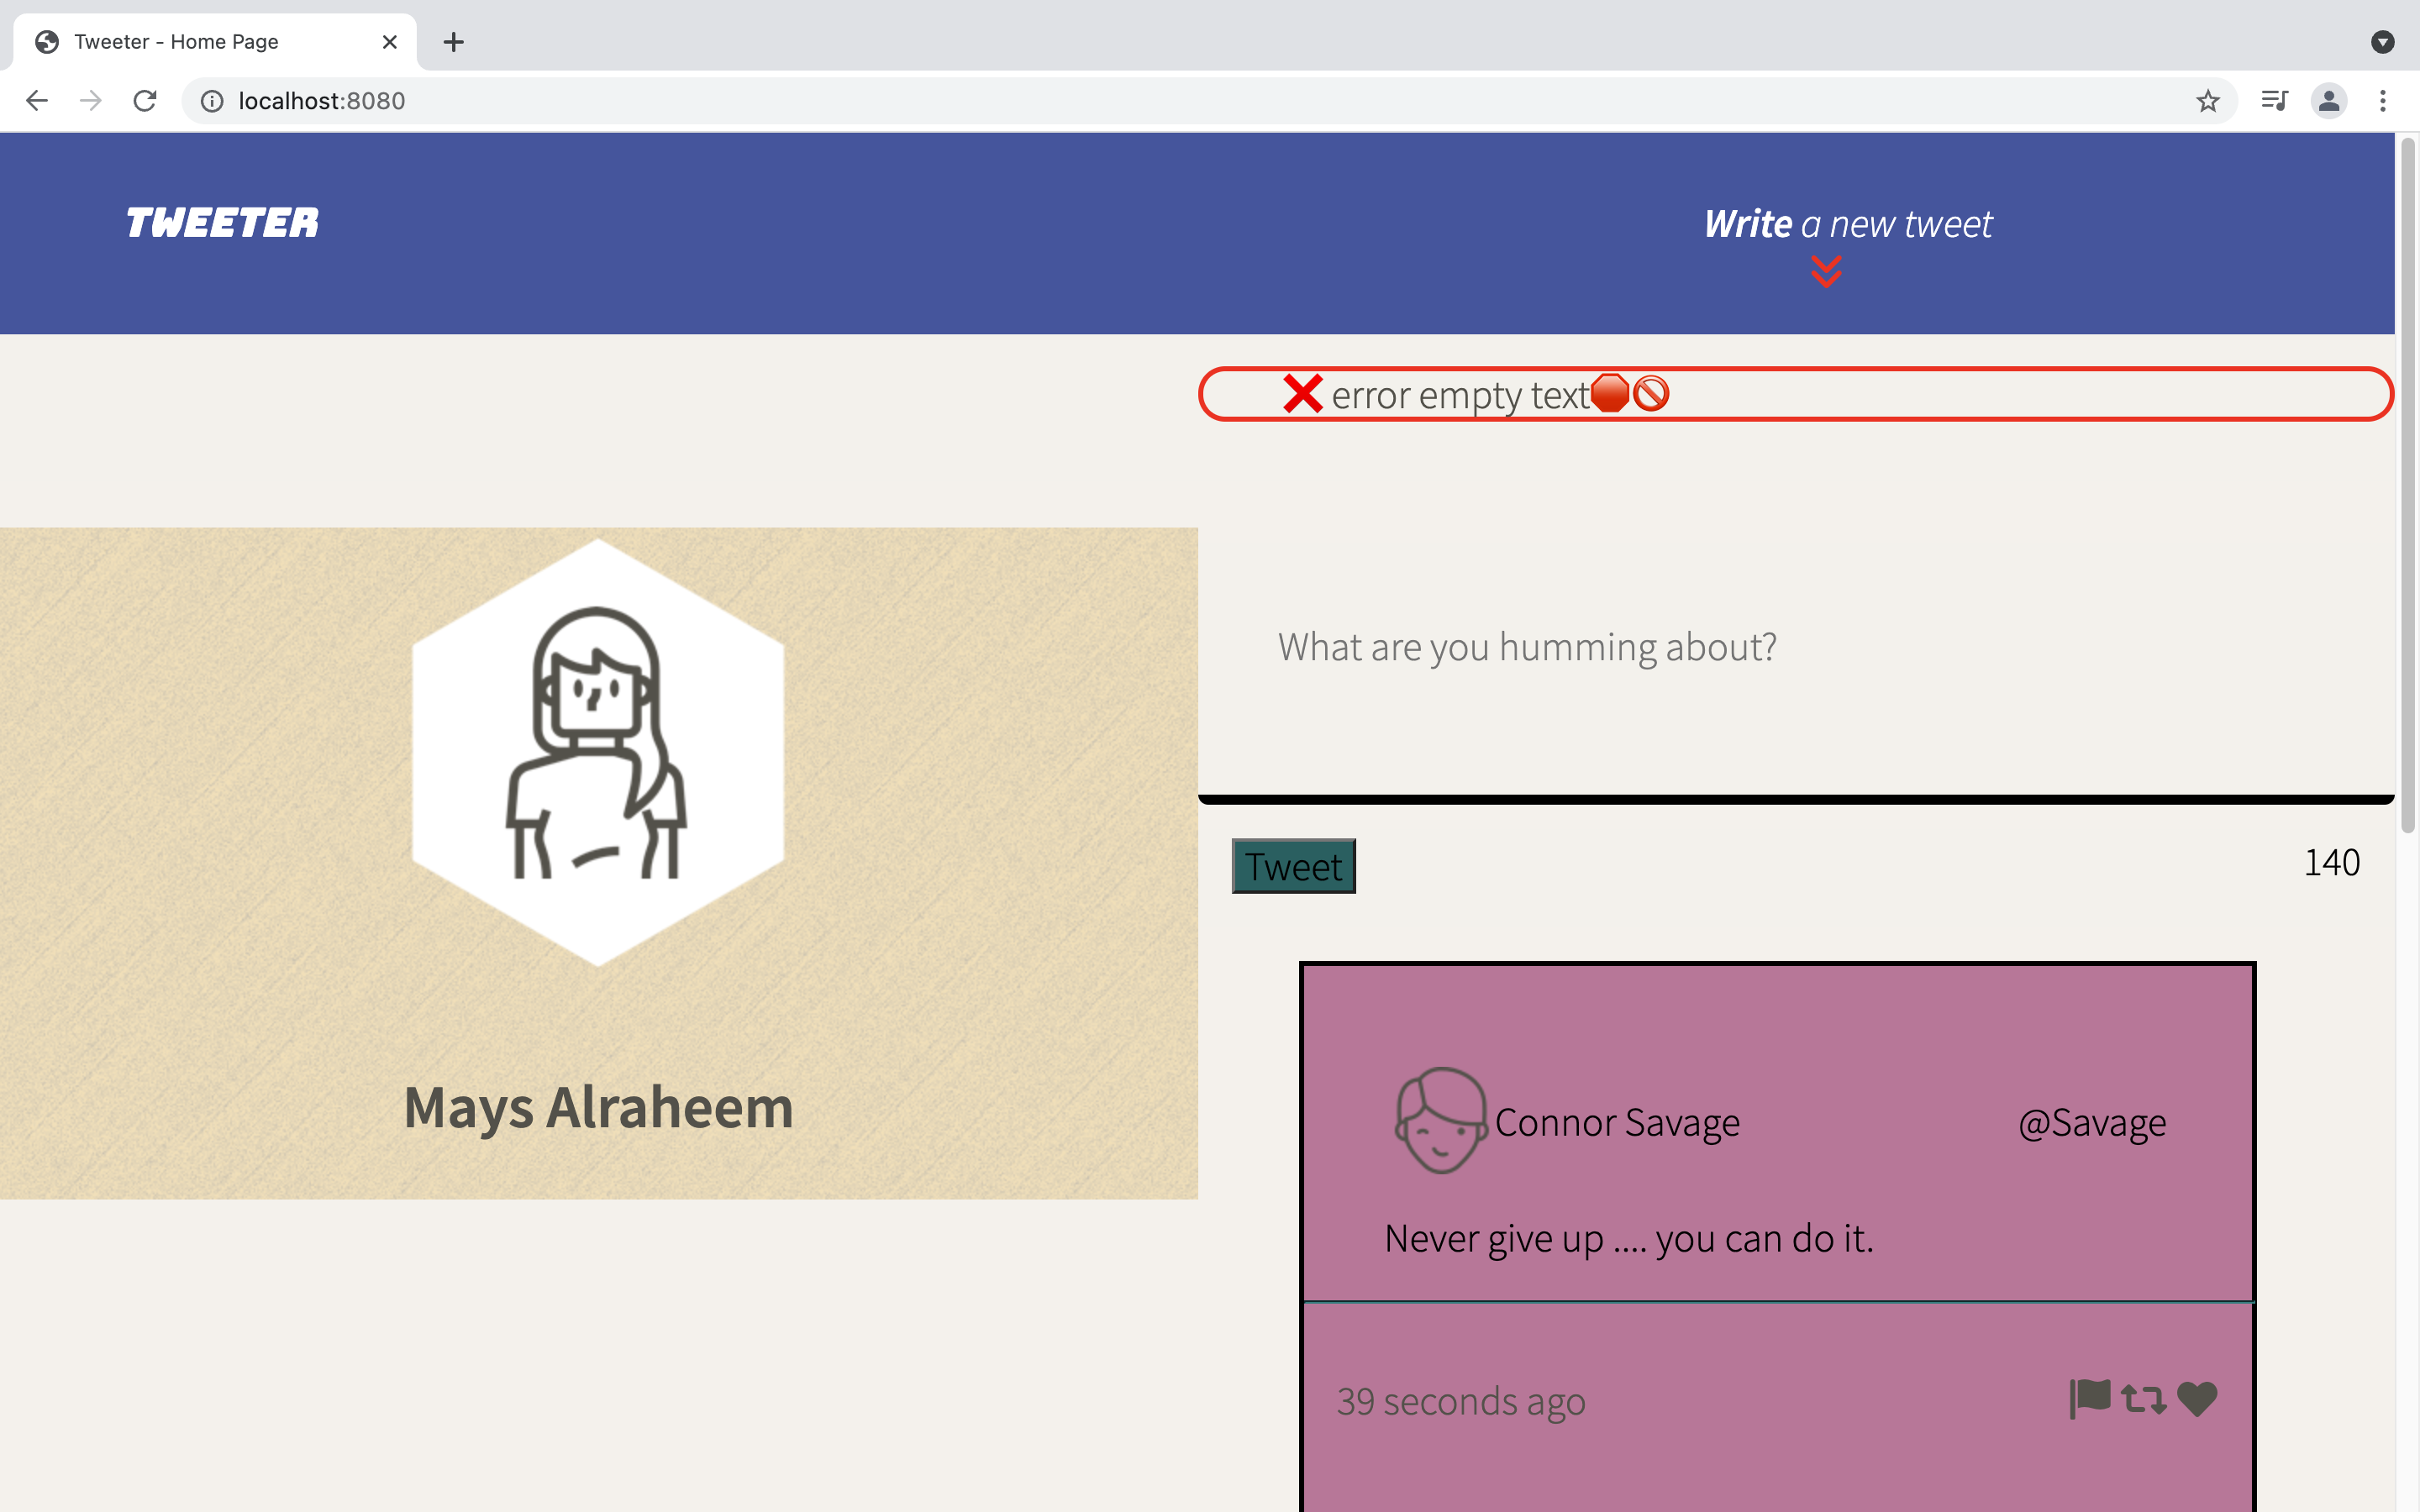 Tweeter - Home Page
localhost:8080
TWEETER
Write a new tweet
❌ error empty text🛑🚫
What are you humming about?
Tweet
140
Mays Alraheem
Connor Savage
@Savage
Never give up .... you can do it.
39 seconds ago